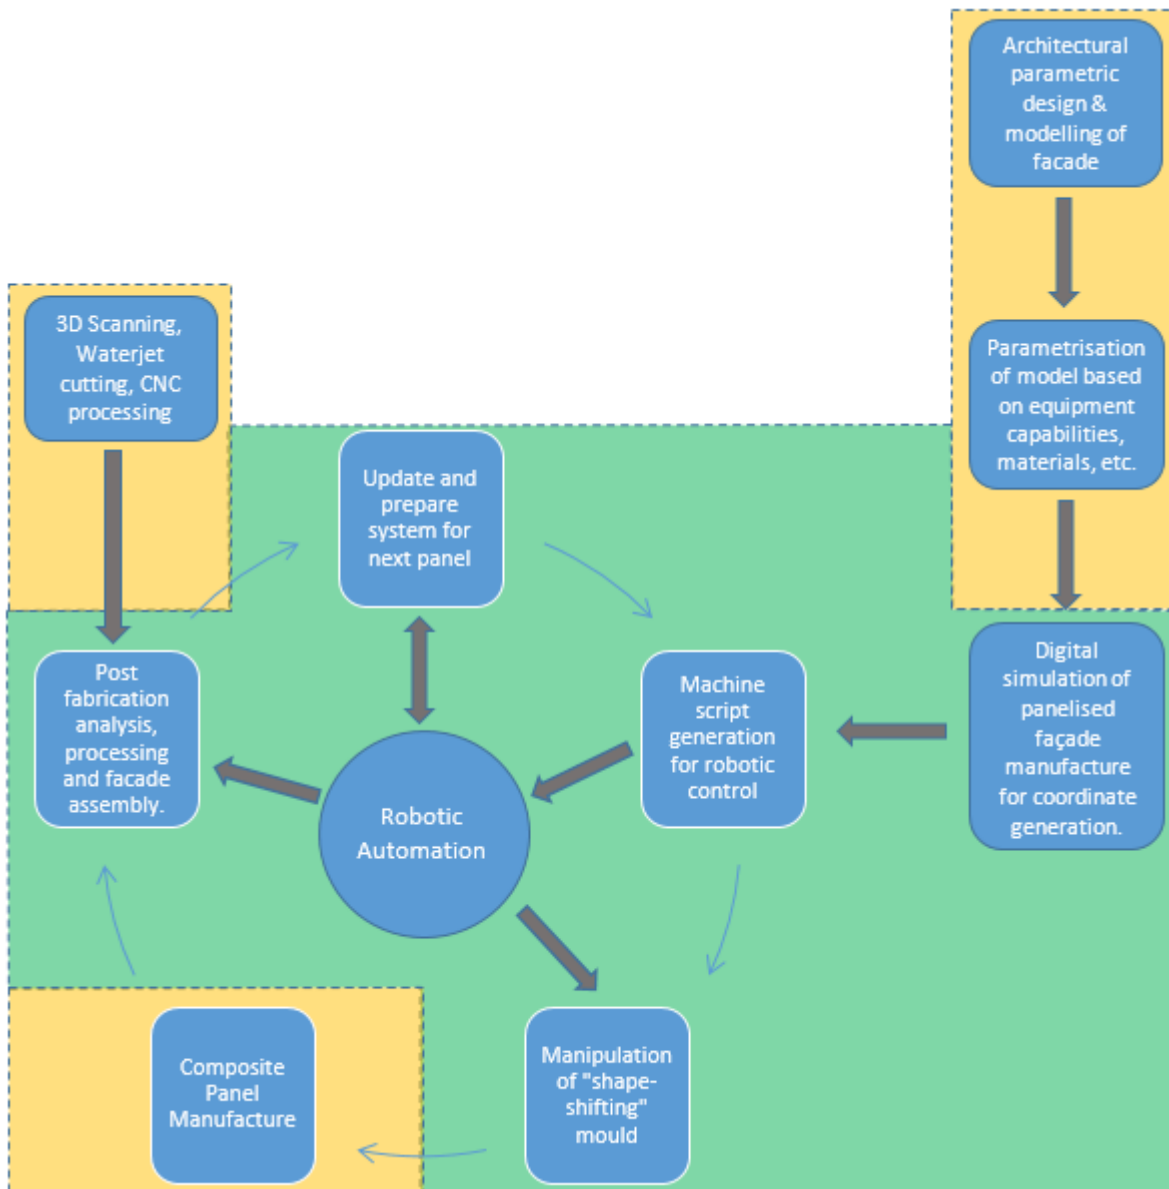 Architectural
parametric
design &
modelling of
facade
3D Scanning,
Waterjet
cutting, CNC
processing
Parametrisation
of model based
on equipment
capabilities,
materials, etc.
Update and
prepare
system for
next panel
Post
fabrication
analysis,
processing
and facade
assembly.
Machine
script
generation
for robotic
control
Digital
simulation of
panelised
façade
manufacture
for coordinate
generation.
Robotic
Automation
Composite
Panel
Manufacture
Manipulation
of "shape-
shifting"
mould